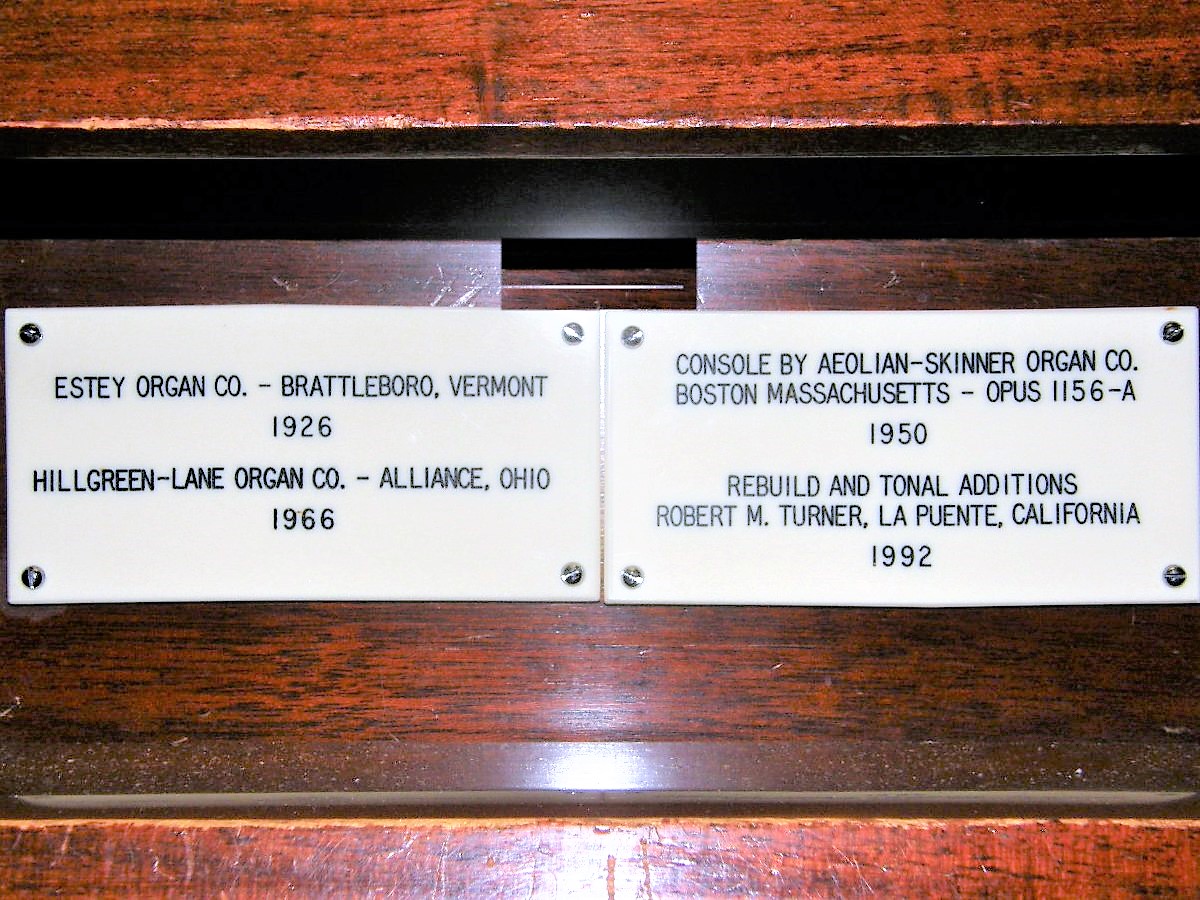 ESTEY ORGAN CO. - BRATTLEBORO, VERMONT
1926
HILLGREEN-LANE ORGAN CO. - ALLIANCE, OHIO
1966
CONSOLE BY AEOLIAN-SKINNER ORGAN CO.
BOSTON MASSACHUSETTS - OPUS 1156-A
1950
REBUILD AND TONAL ADDITIONS
ROBERT M. TURNER, LA PUENTE, CALIFORNIA
1992